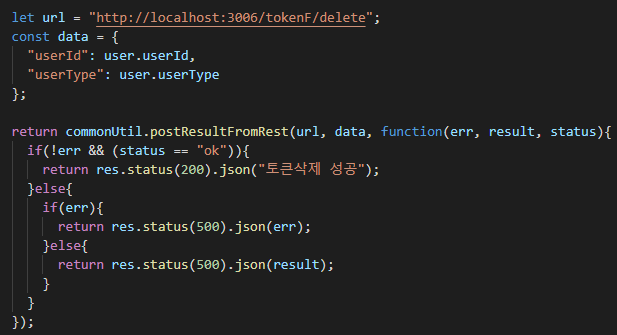 let url = "http://localhost:3006/tokenF/delete";
const data = {
  "userId": user.userId,
  "userType": user.userType
};

return commonUtil.postResultFromRest(url, data, function(err, result, status){
  if(!err && (status == "ok")){
    return res.status(200).json("토큰삭제 성공");
  }else{
    if(err){
      return res.status(500).json(err);
    }else{
      return res.status(500).json(result);
    }
  }
});